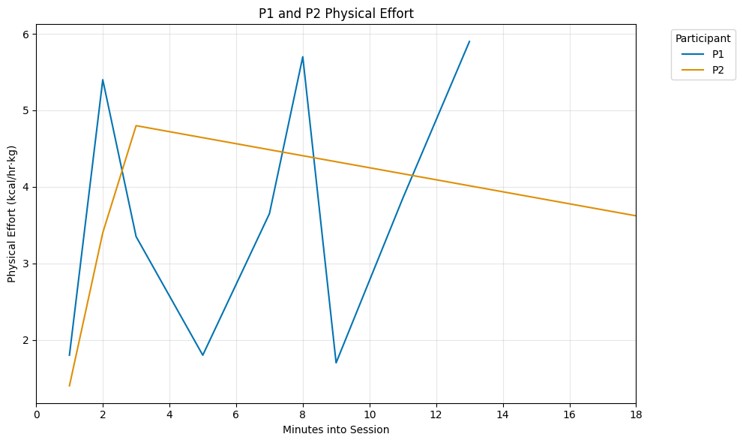 P1 and P2 Physical Effort
Participant
P1
P2
Physical Effort (kcal/hr-kg)
6
5
4
3
2
0 2 4 6 8 10 12 14 16 18
Minutes into Session